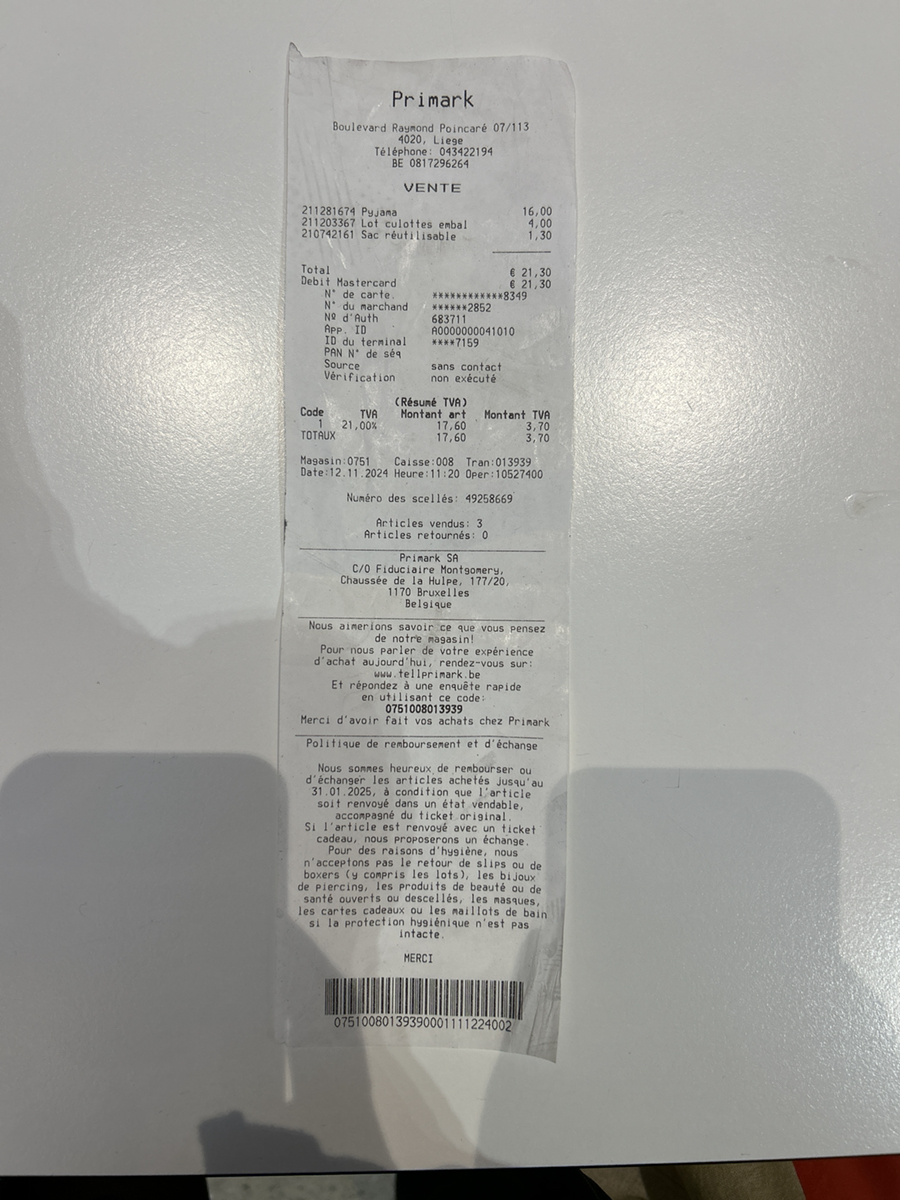 Primark
Boulevard Raymond Poincaré 07/113
4020, Liege
Téléphone: 043422194
BE 0817296264
VENTE
211281674 Pyjama 16,00
211203367 Lot culottes embal 4,00
210742161 Sac réutilisable 1,30
Total € 21,30
Debit Mastercard € 21,30
N° de carte. ************8349
N° du marchand ******2852
Nº d'Auth 683711
App. ID A0000000041010
ID du terminal ****7159
PAN N° de séq
Source sans contact
Vérification non exécuté
(Résumé TVA)
Code TVA Montant art Montant TVA
1 21,00% 17,60 3,70
TOTAUX 17,60 3,70
Magasin:0751 Caisse:008 Tran:013939
Date:12.11.2024 Heure:11:20 Oper:10527400
Numéro des scellés: 49258669
Articles vendus: 3
Articles retournés: 0
Primark SA
C/O Fiduciaire Montgomery,
Chaussée de la Hulpe, 177/20,
1170 Bruxelles
Belgique
Nous aimerions savoir ce que vous pensez
de notre magasin!
Pour nous parler de votre expérience
d'achat aujourd'hui, rendez-vous sur:
www.tellprimark.be
Et répondez à une enquête rapide
en utilisant ce code:
0751008013939
Merci d'avoir fait vos achats chez Primark
Politique de remboursement et d'échange
Nous sommes heureux de rembourser ou
d'échanger les articles achetés jusqu'au
31.01.2025, à condition que l'article
soit renvoyé dans un état vendable,
accompagné du ticket original.
Si l'article est renvoyé avec un ticket
cadeau, nous proposerons un échange.
Pour des raisons d'hygiène, nous
n'acceptons pas le retour de slips ou de
boxers (y compris les lots), les bijoux
de piercing, les produits de beauté ou de
santé ouverts ou descellés, les masques,
les cartes cadeaux ou les maillots de bain
si la protection hygiénique n'est pas
intacte.
MERCI
07510080139390001111224002